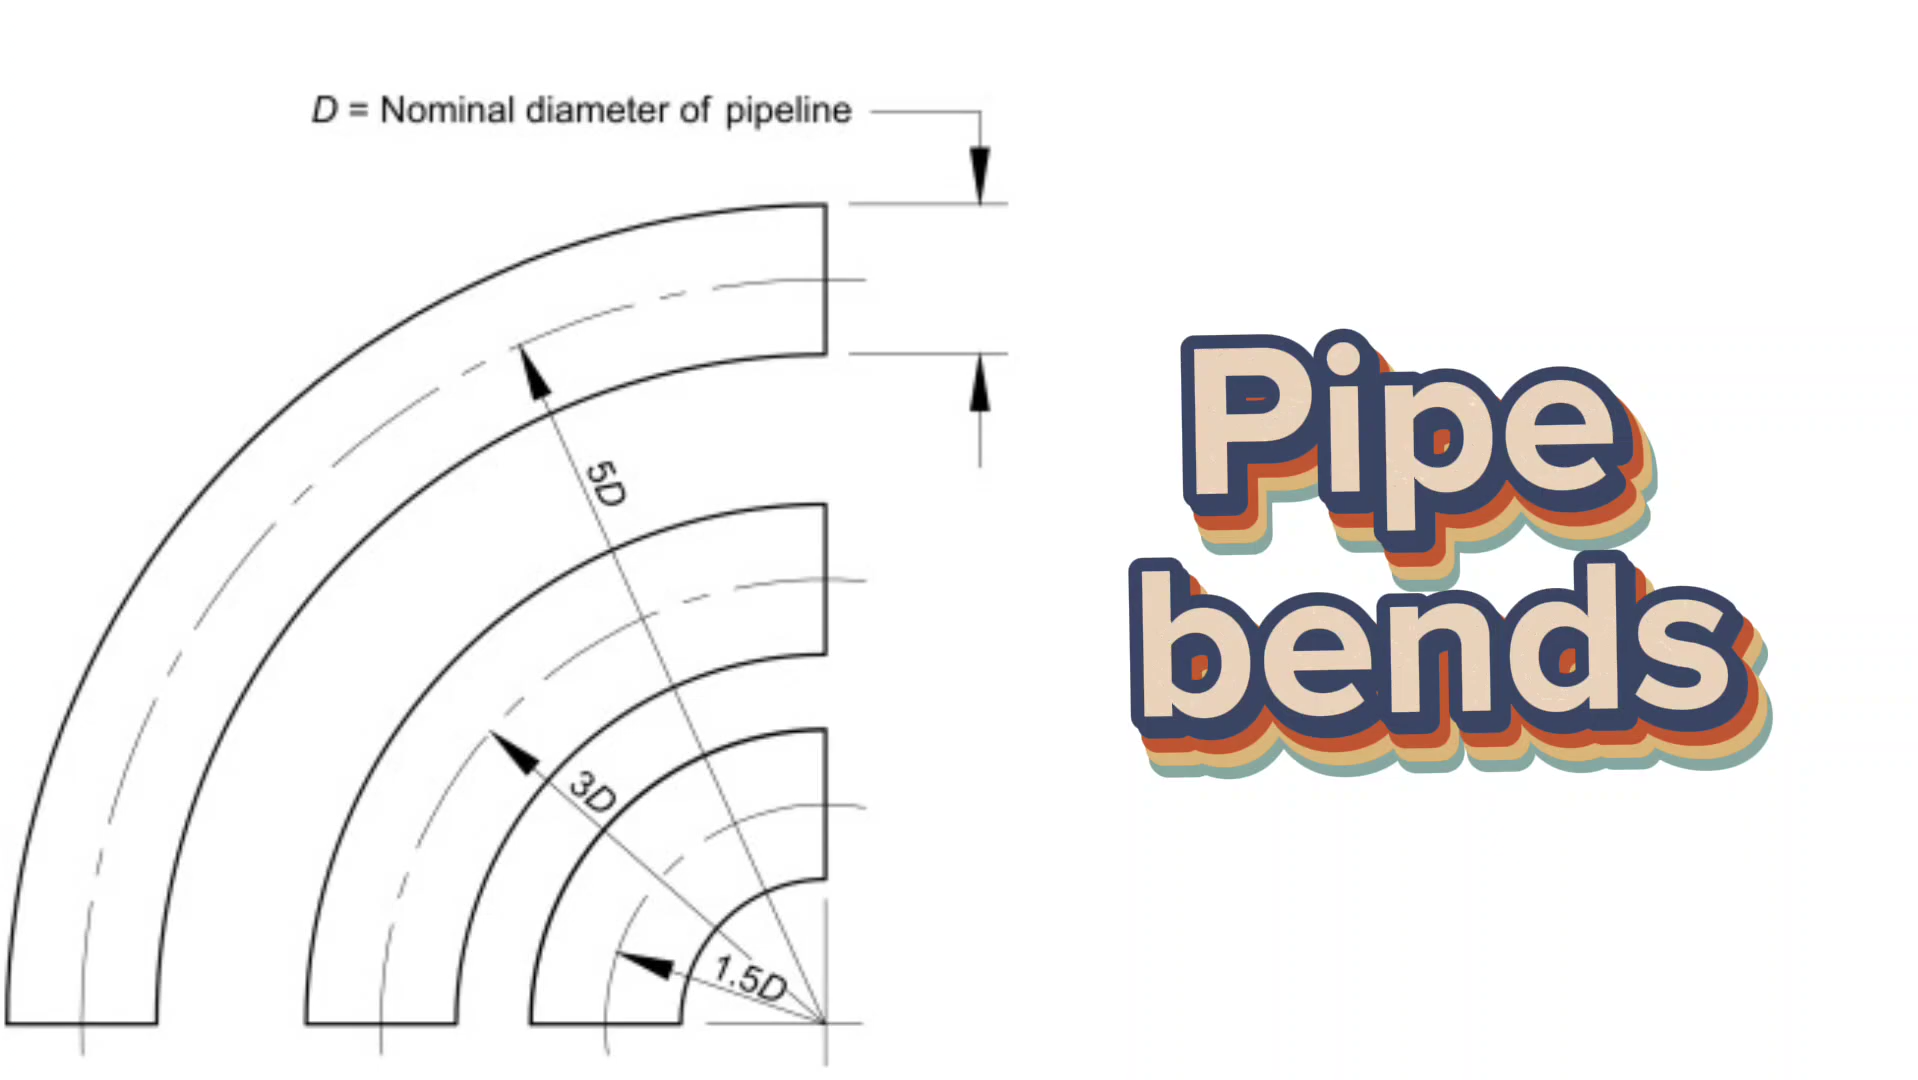 D = Nominal diameter of pipeline
5D
3D
1.5D
Pipe
bends